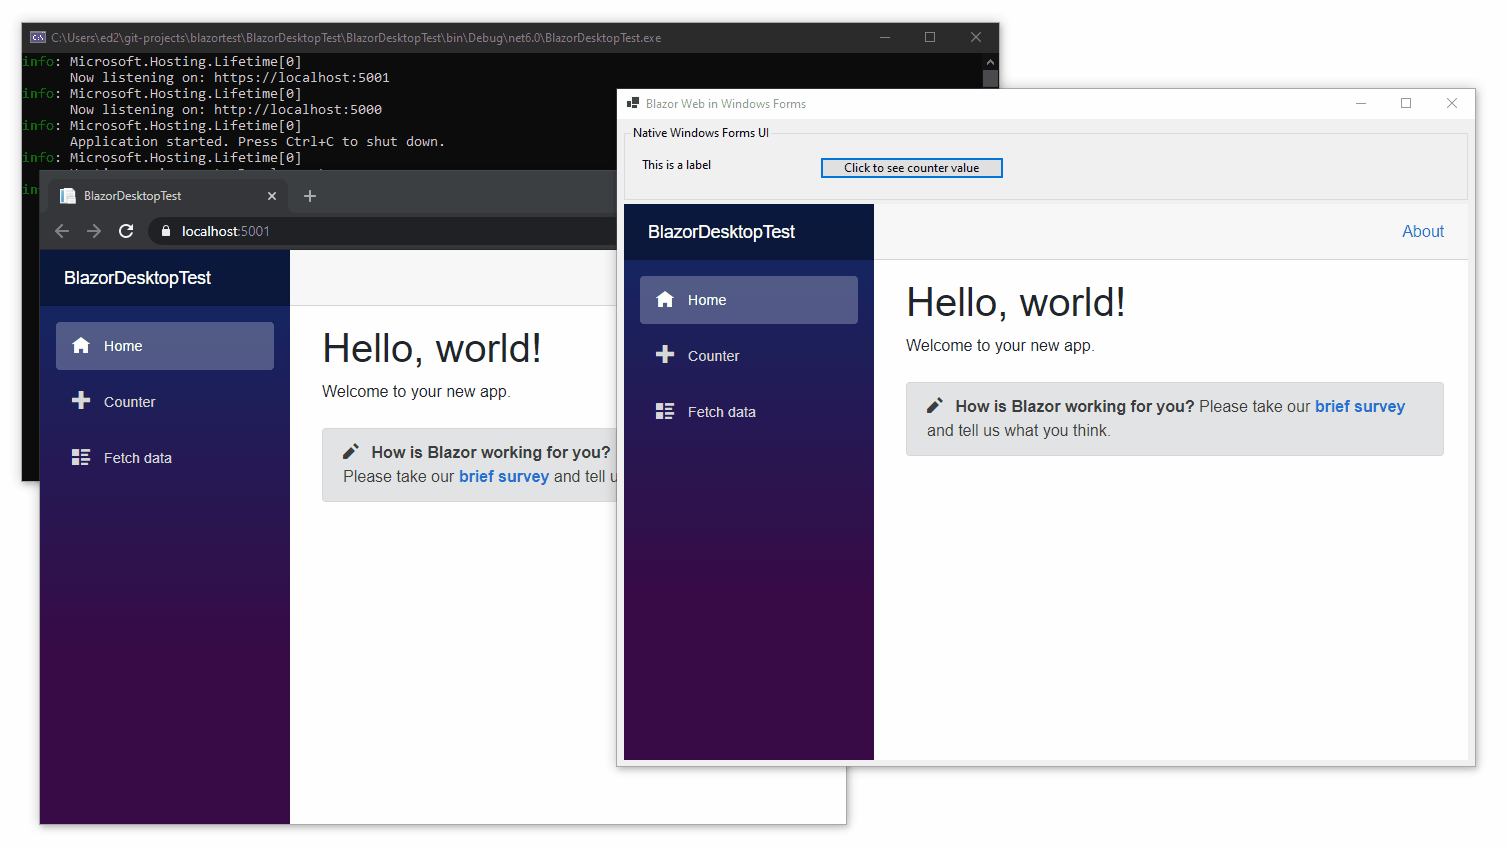 C:\Users\ed2\git-projects\blazortest\BlazorDesktopTest\BlazorDesktopTest\bin\Debug\net6.0\BlazorDesktopTest.exe
info: Microsoft.Hosting.Lifetime[0]
Now listening on: https://localhost:5001
info: Microsoft.Hosting.Lifetime[0]
Now listening on: http://localhost:5000
info: Microsoft.Hosting.Lifetime[0]
Application started. Press Ctrl+C to shut down.
info: Microsoft.Hosting.Lifetime[0]
BlazorDesktopTest
localhost:5001
BlazorDesktopTest
Home
Counter
Fetch data
Hello, world!
Welcome to your new app.
How is Blazor working for you?
Please take our brief survey and tell
Blazor Web in Windows Forms
Native Windows Forms UI
This is a label
Click to see counter value
BlazorDesktopTest
About
Home
Counter
Fetch data
Hello, world!
Welcome to your new app.
How is Blazor working for you? Please take our brief survey
and tell us what you think.